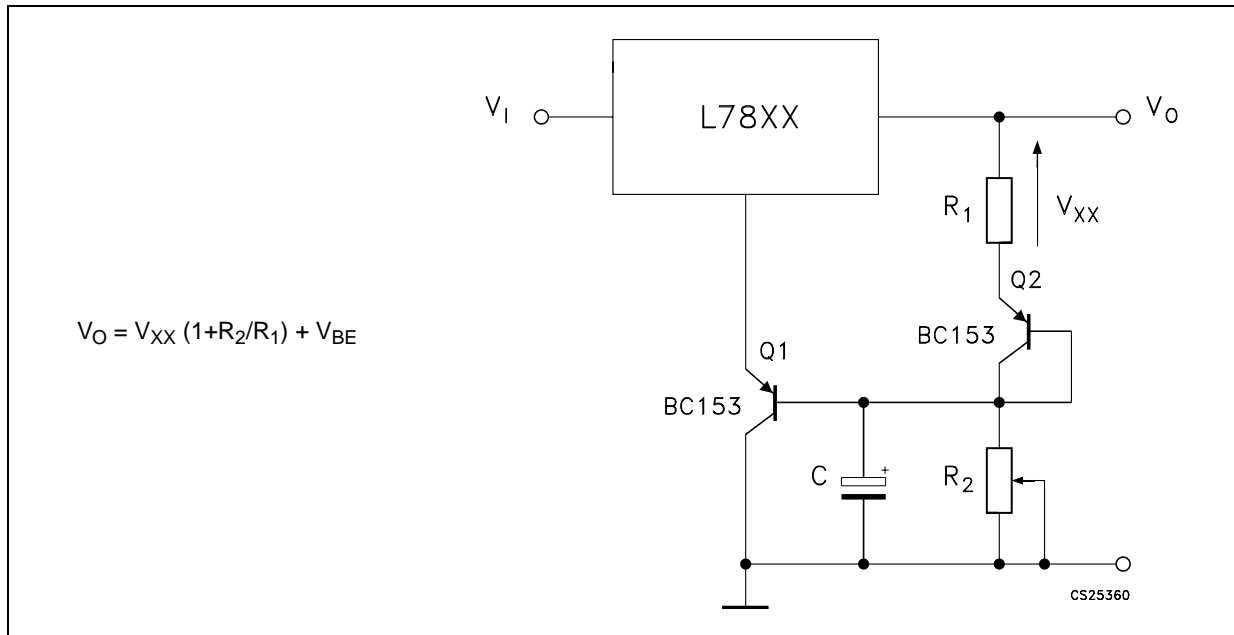 L78XX
V_I
V_O
R_1
V_XX
Q2
BC153
V_O = V_XX (1+R_2/R_1) + V_BE
Q1
BC153
C
+
R_2
CS25360